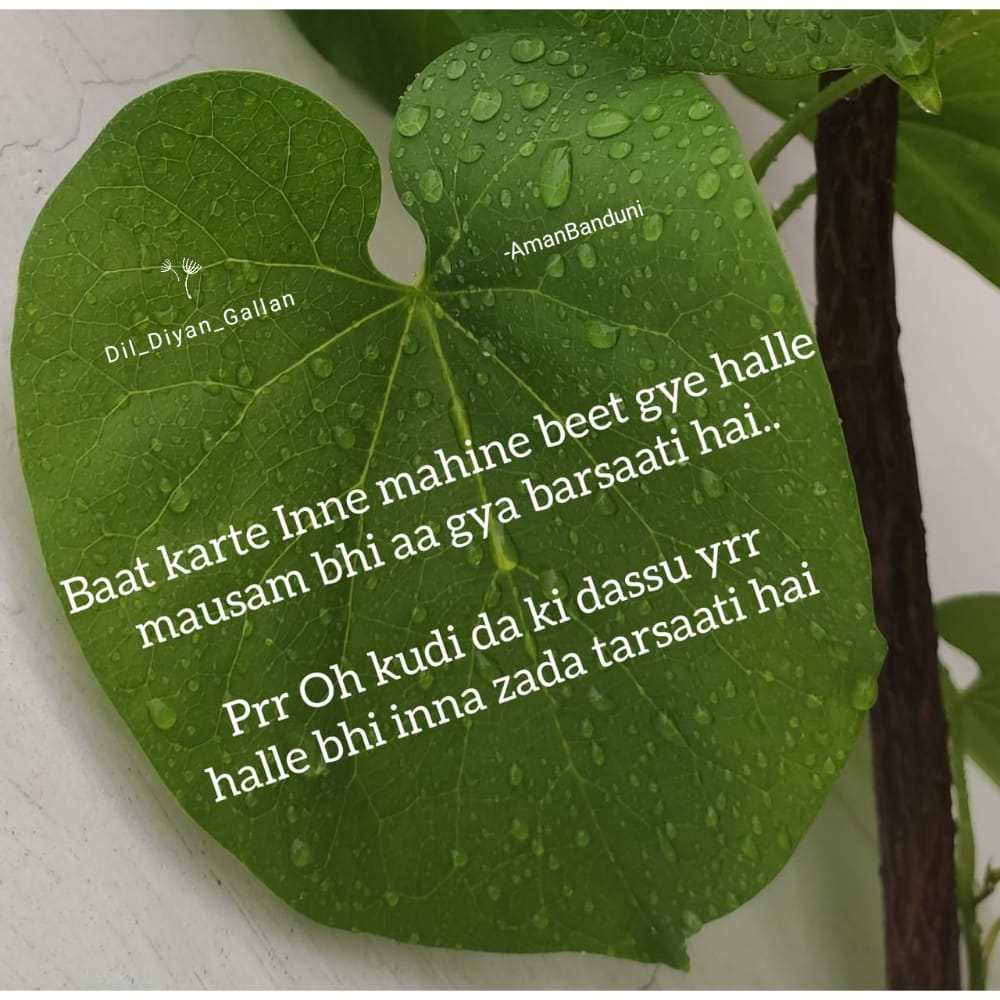 -AmanBanduni
Dil_Diyan_Gallan
Baat karte Inne mahine beet gye halle
mausam bhi aa gya barsaati hai..
Prr Oh kudi da ki dassu yrr
halle bhi inna zada tarsaati hai